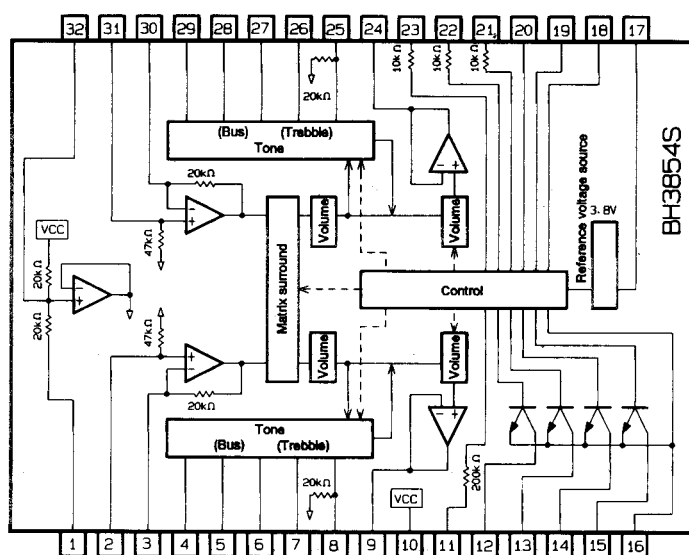 32 31 30 29 28 27 26 25 24 23 22 21 20 19 18 17
10kΩ 10kΩ 10kΩ
20kΩ
(Bus) (Trabble)
Tone
20kΩ
47kΩ
Volume
Volume
VCC
20kΩ
20kΩ
Matrix surround
Control
Reference voltage source
3.8V
BH3854S
47kΩ
20kΩ
Volume
Volume
Tone
(Bus) (Trabble)
20kΩ
VCC
200kΩ
1 2 3 4 5 6 7 8 9 10 11 12 13 14 15 16